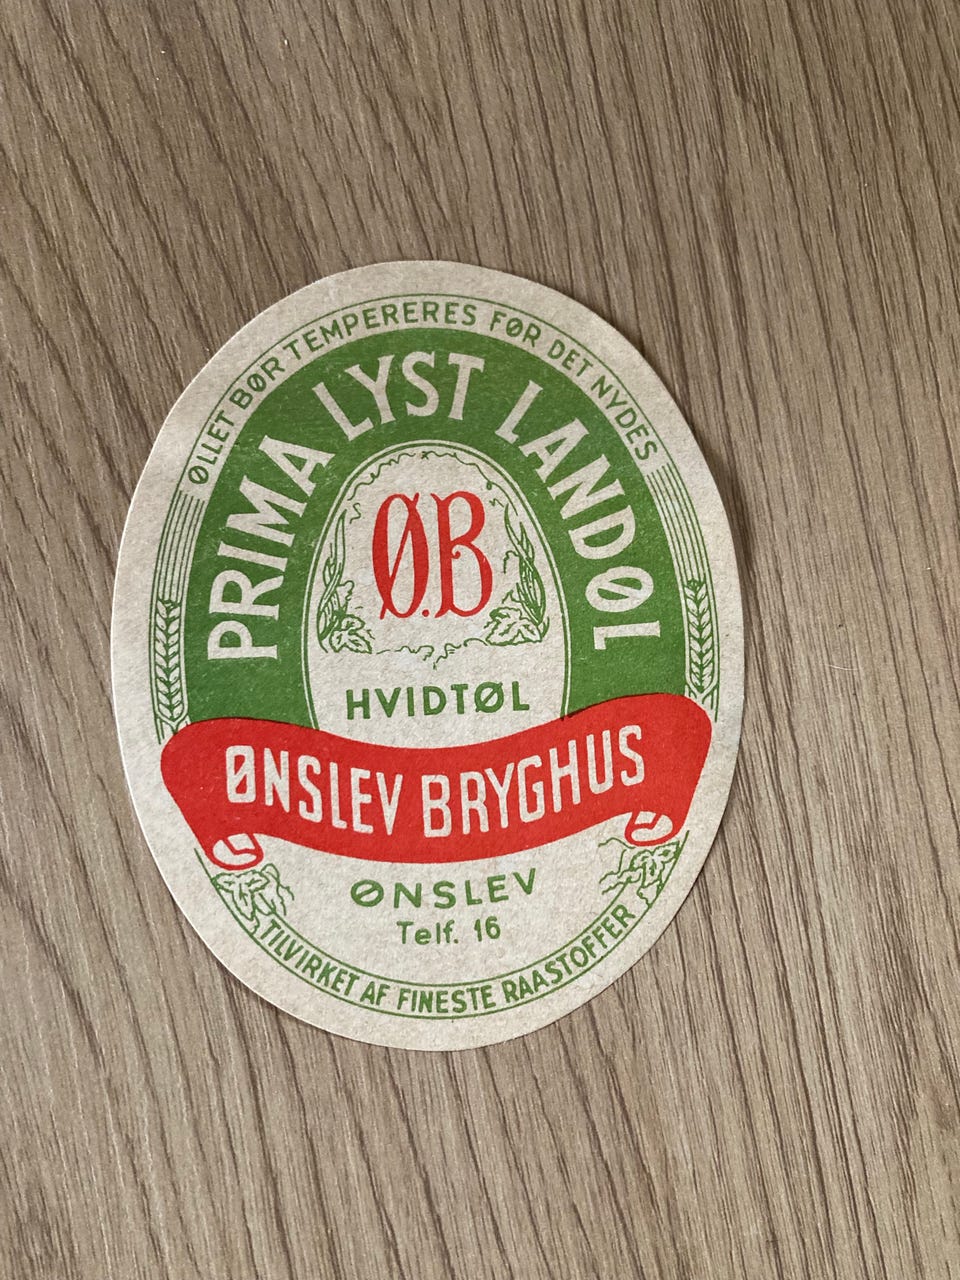 ØLLET BØR TEMPERERES FØR DET NYDES
PRIMA LYST LANDØL
Ø.B
HVIDTØL
ØNSLEV BRYGHUS
ØNSLEV
Telf. 16
TILVIRKET AF FINESTE RAASTOFFER